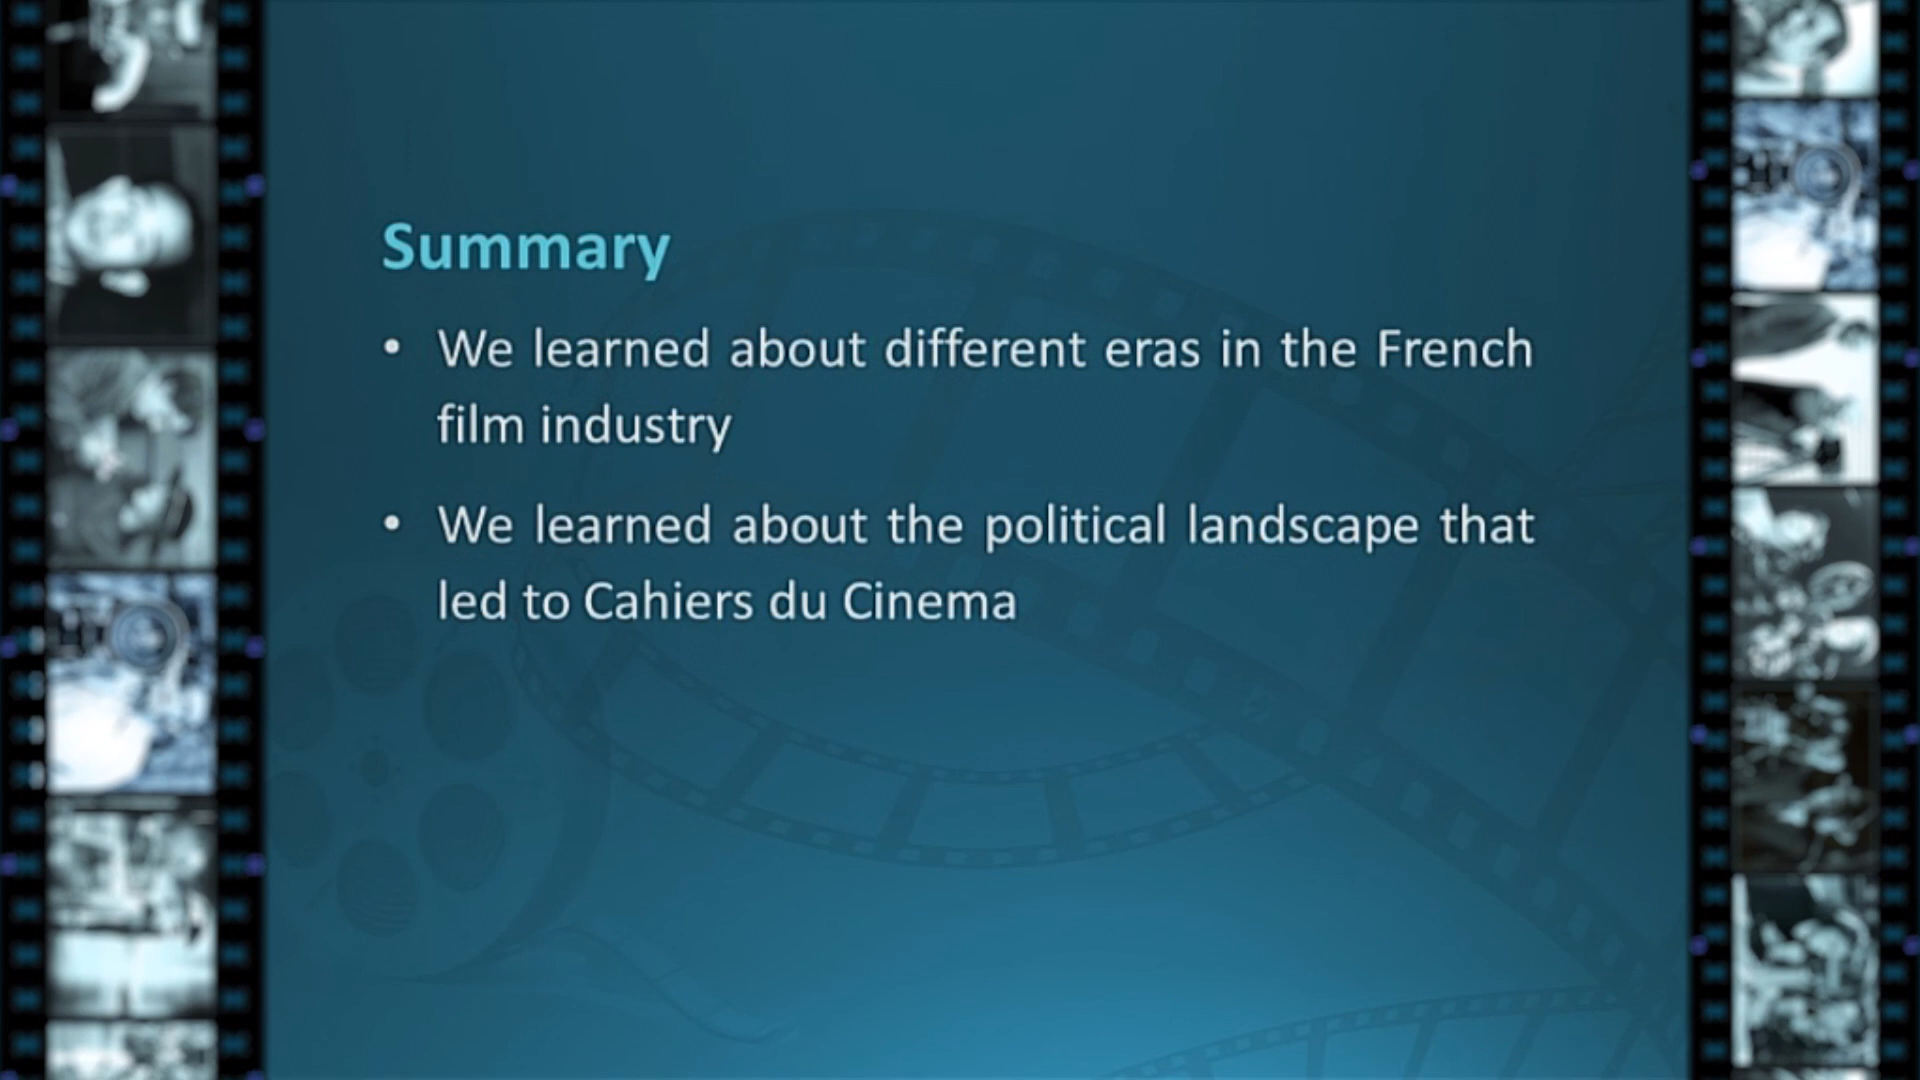 Summary
• We learned about different eras in the French
film industry
• We learned about the political landscape that
led to Cahiers du Cinema